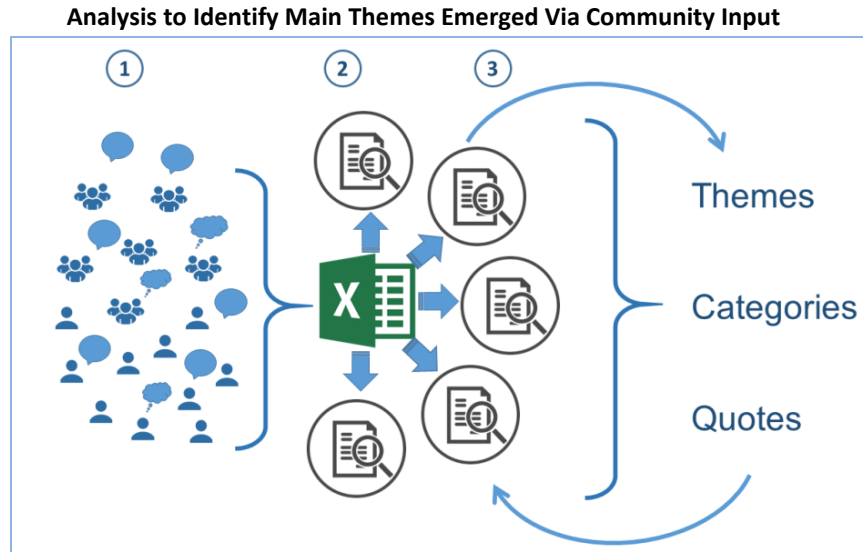 Analysis to Identify Main Themes Emerged Via Community Input
1 2 3
Themes
X
Categories
Quotes